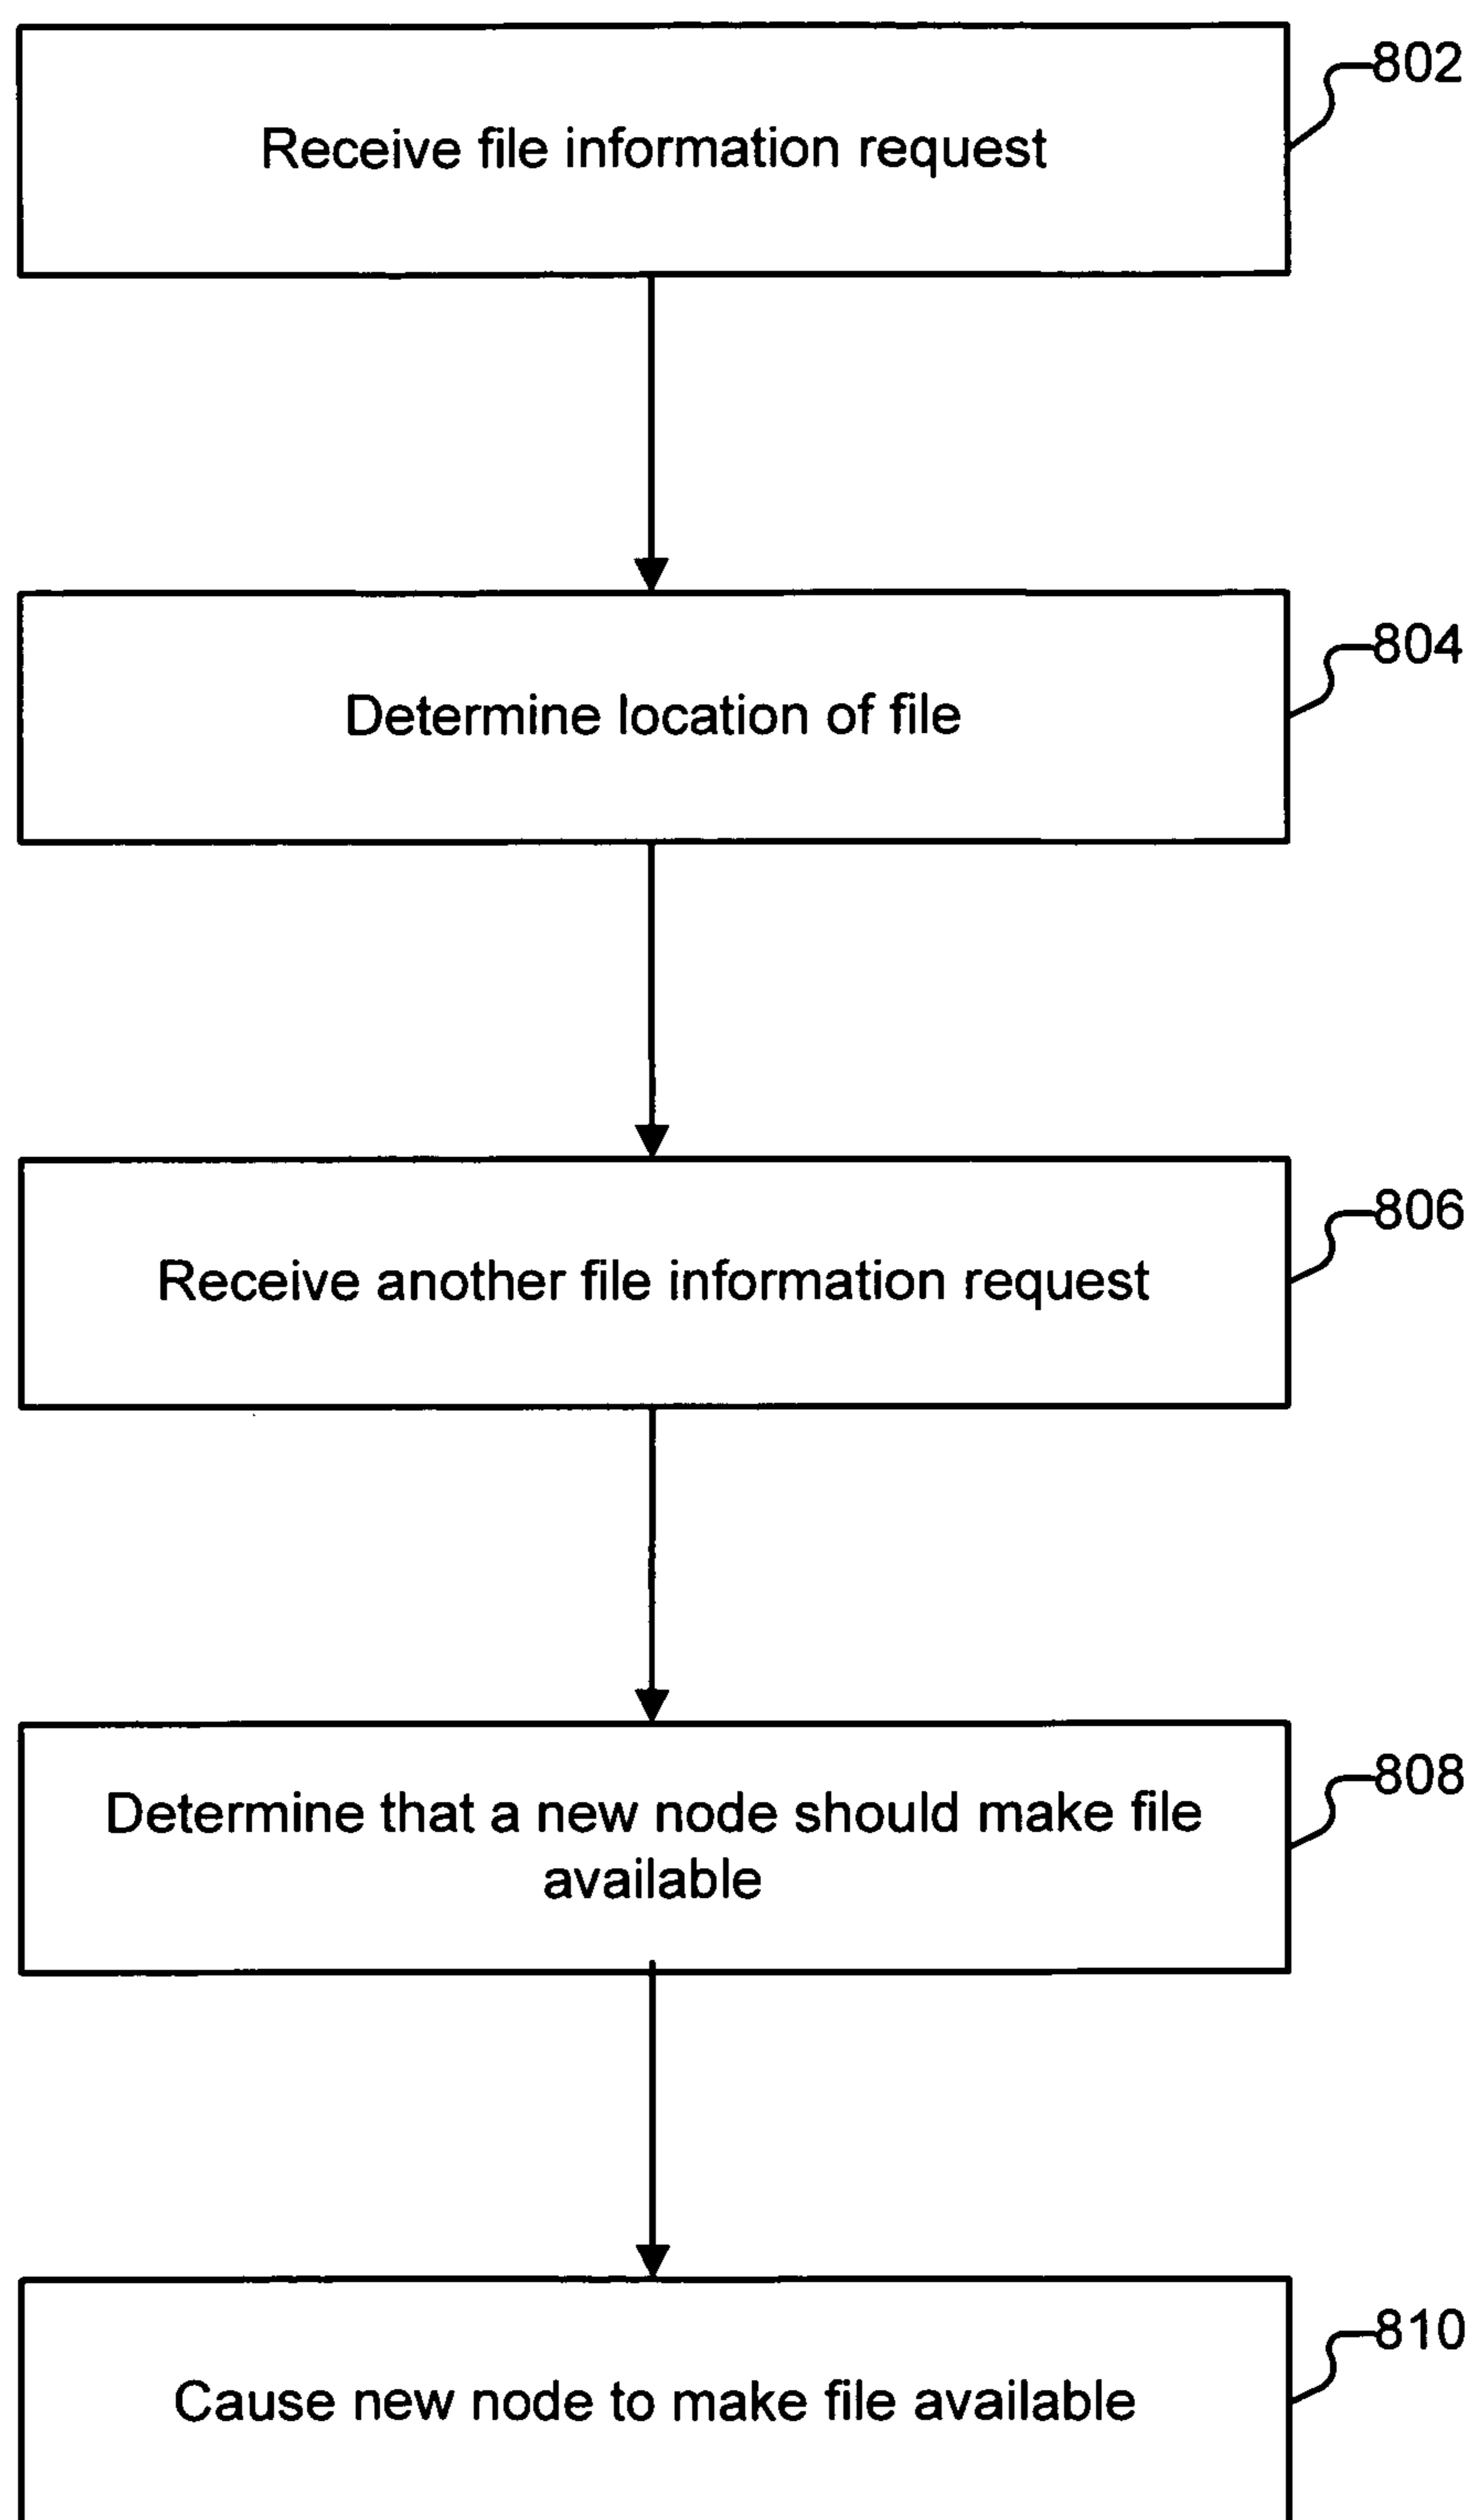 802
Receive file information request
804
Determine location of file
806
Receive another file information request
808
Determine that a new node should make file
available
810
Cause new node to make file available